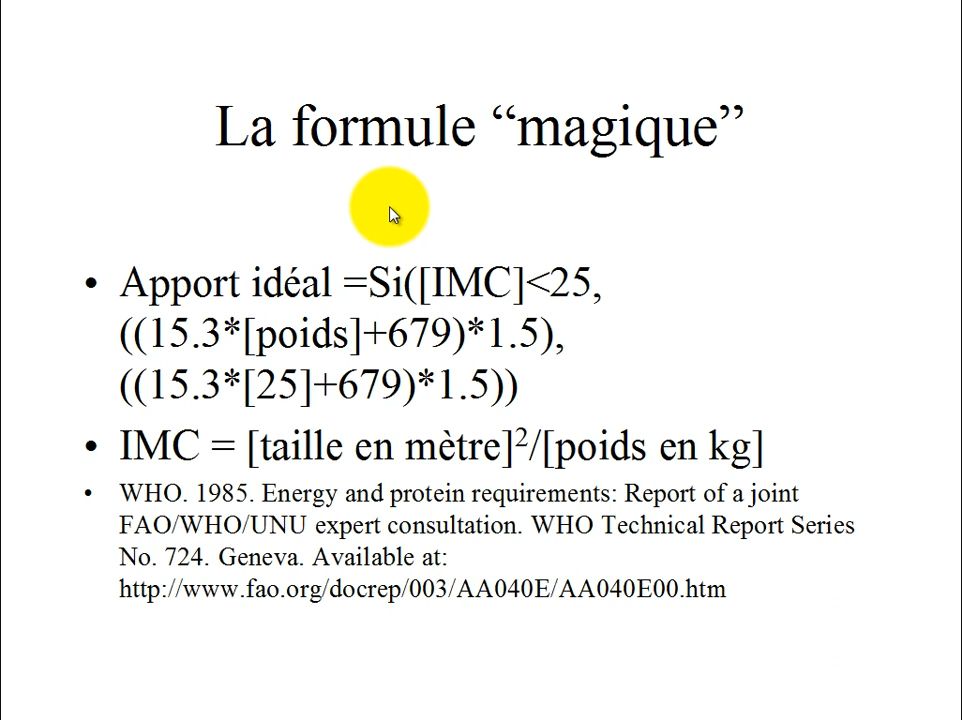 La formule “magique”
• Apport idéal =Si([IMC]<25,
((15.3*[poids]+679)*1.5),
((15.3*[25]+679)*1.5))
• IMC = [taille en mètre]²/[poids en kg]
• WHO. 1985. Energy and protein requirements: Report of a joint
FAO/WHO/UNU expert consultation. WHO Technical Report Series
No. 724. Geneva. Available at:
http://www.fao.org/docrep/003/AA040E/AA040E00.htm